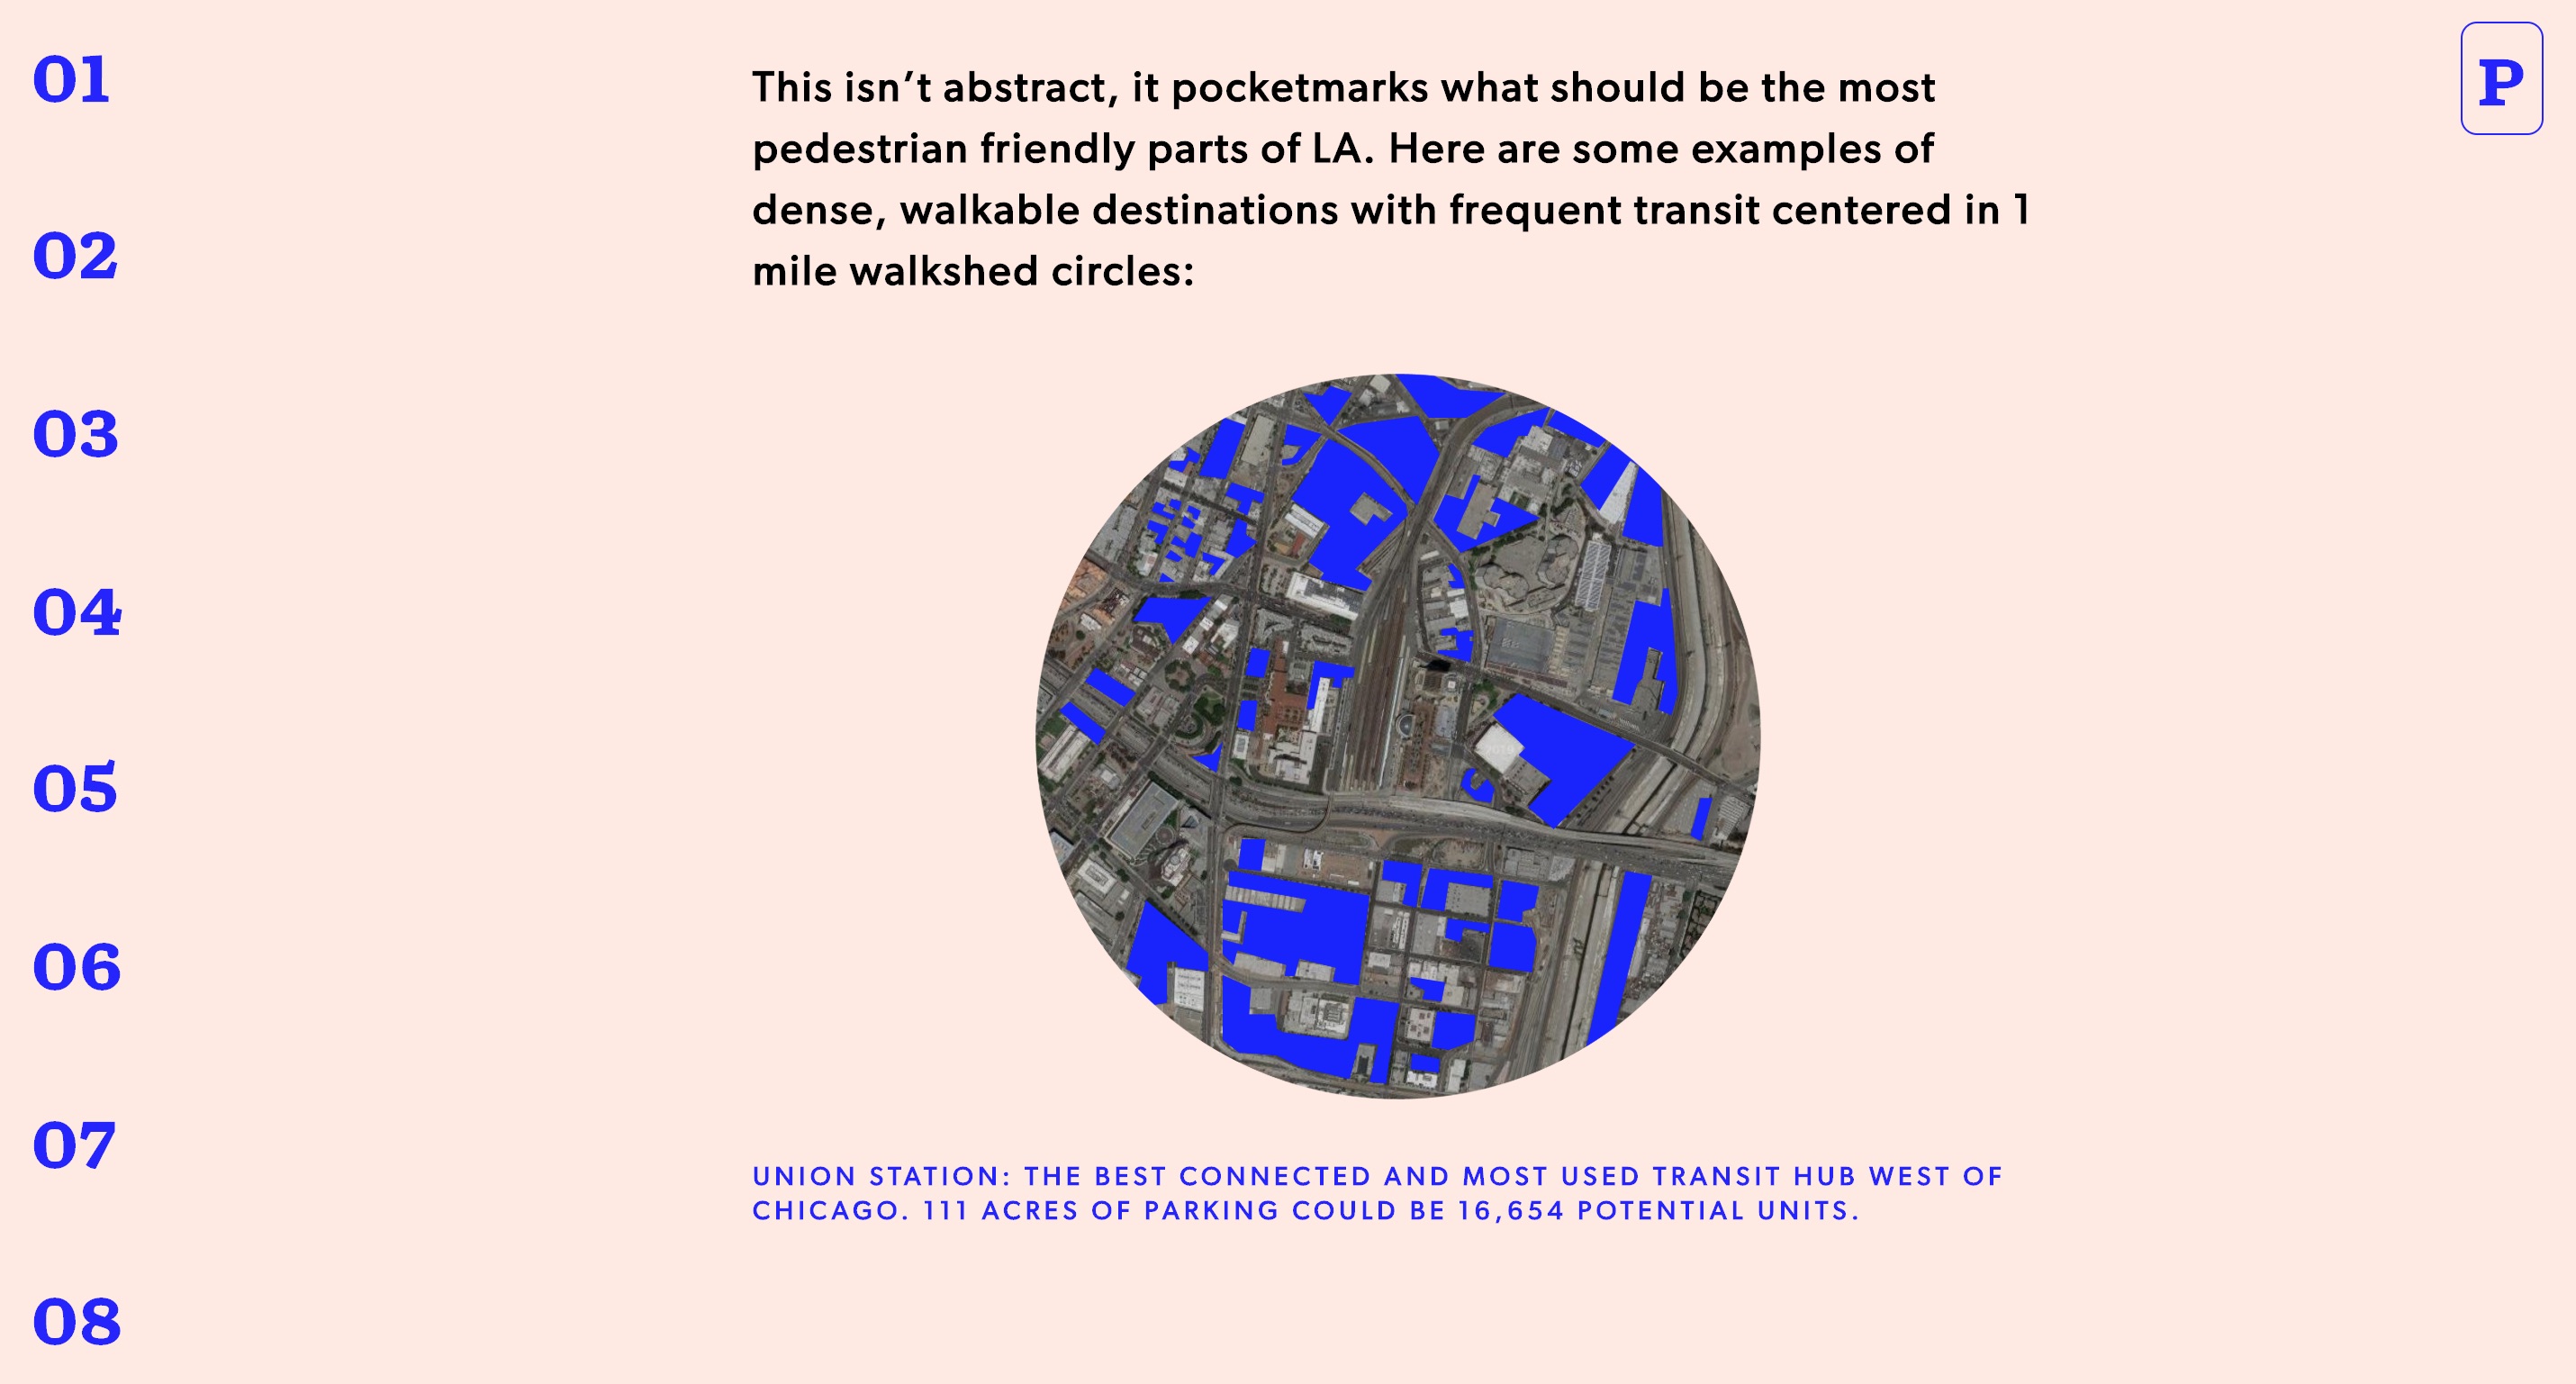 01
02
03
04
05
06
07
08
P
This isn’t abstract, it pocketmarks what should be the most
pedestrian friendly parts of LA. Here are some examples of
dense, walkable destinations with frequent transit centered in 1
mile walkshed circles:
UNION STATION: THE BEST CONNECTED AND MOST USED TRANSIT HUB WEST OF
CHICAGO. 111 ACRES OF PARKING COULD BE 16,654 POTENTIAL UNITS.